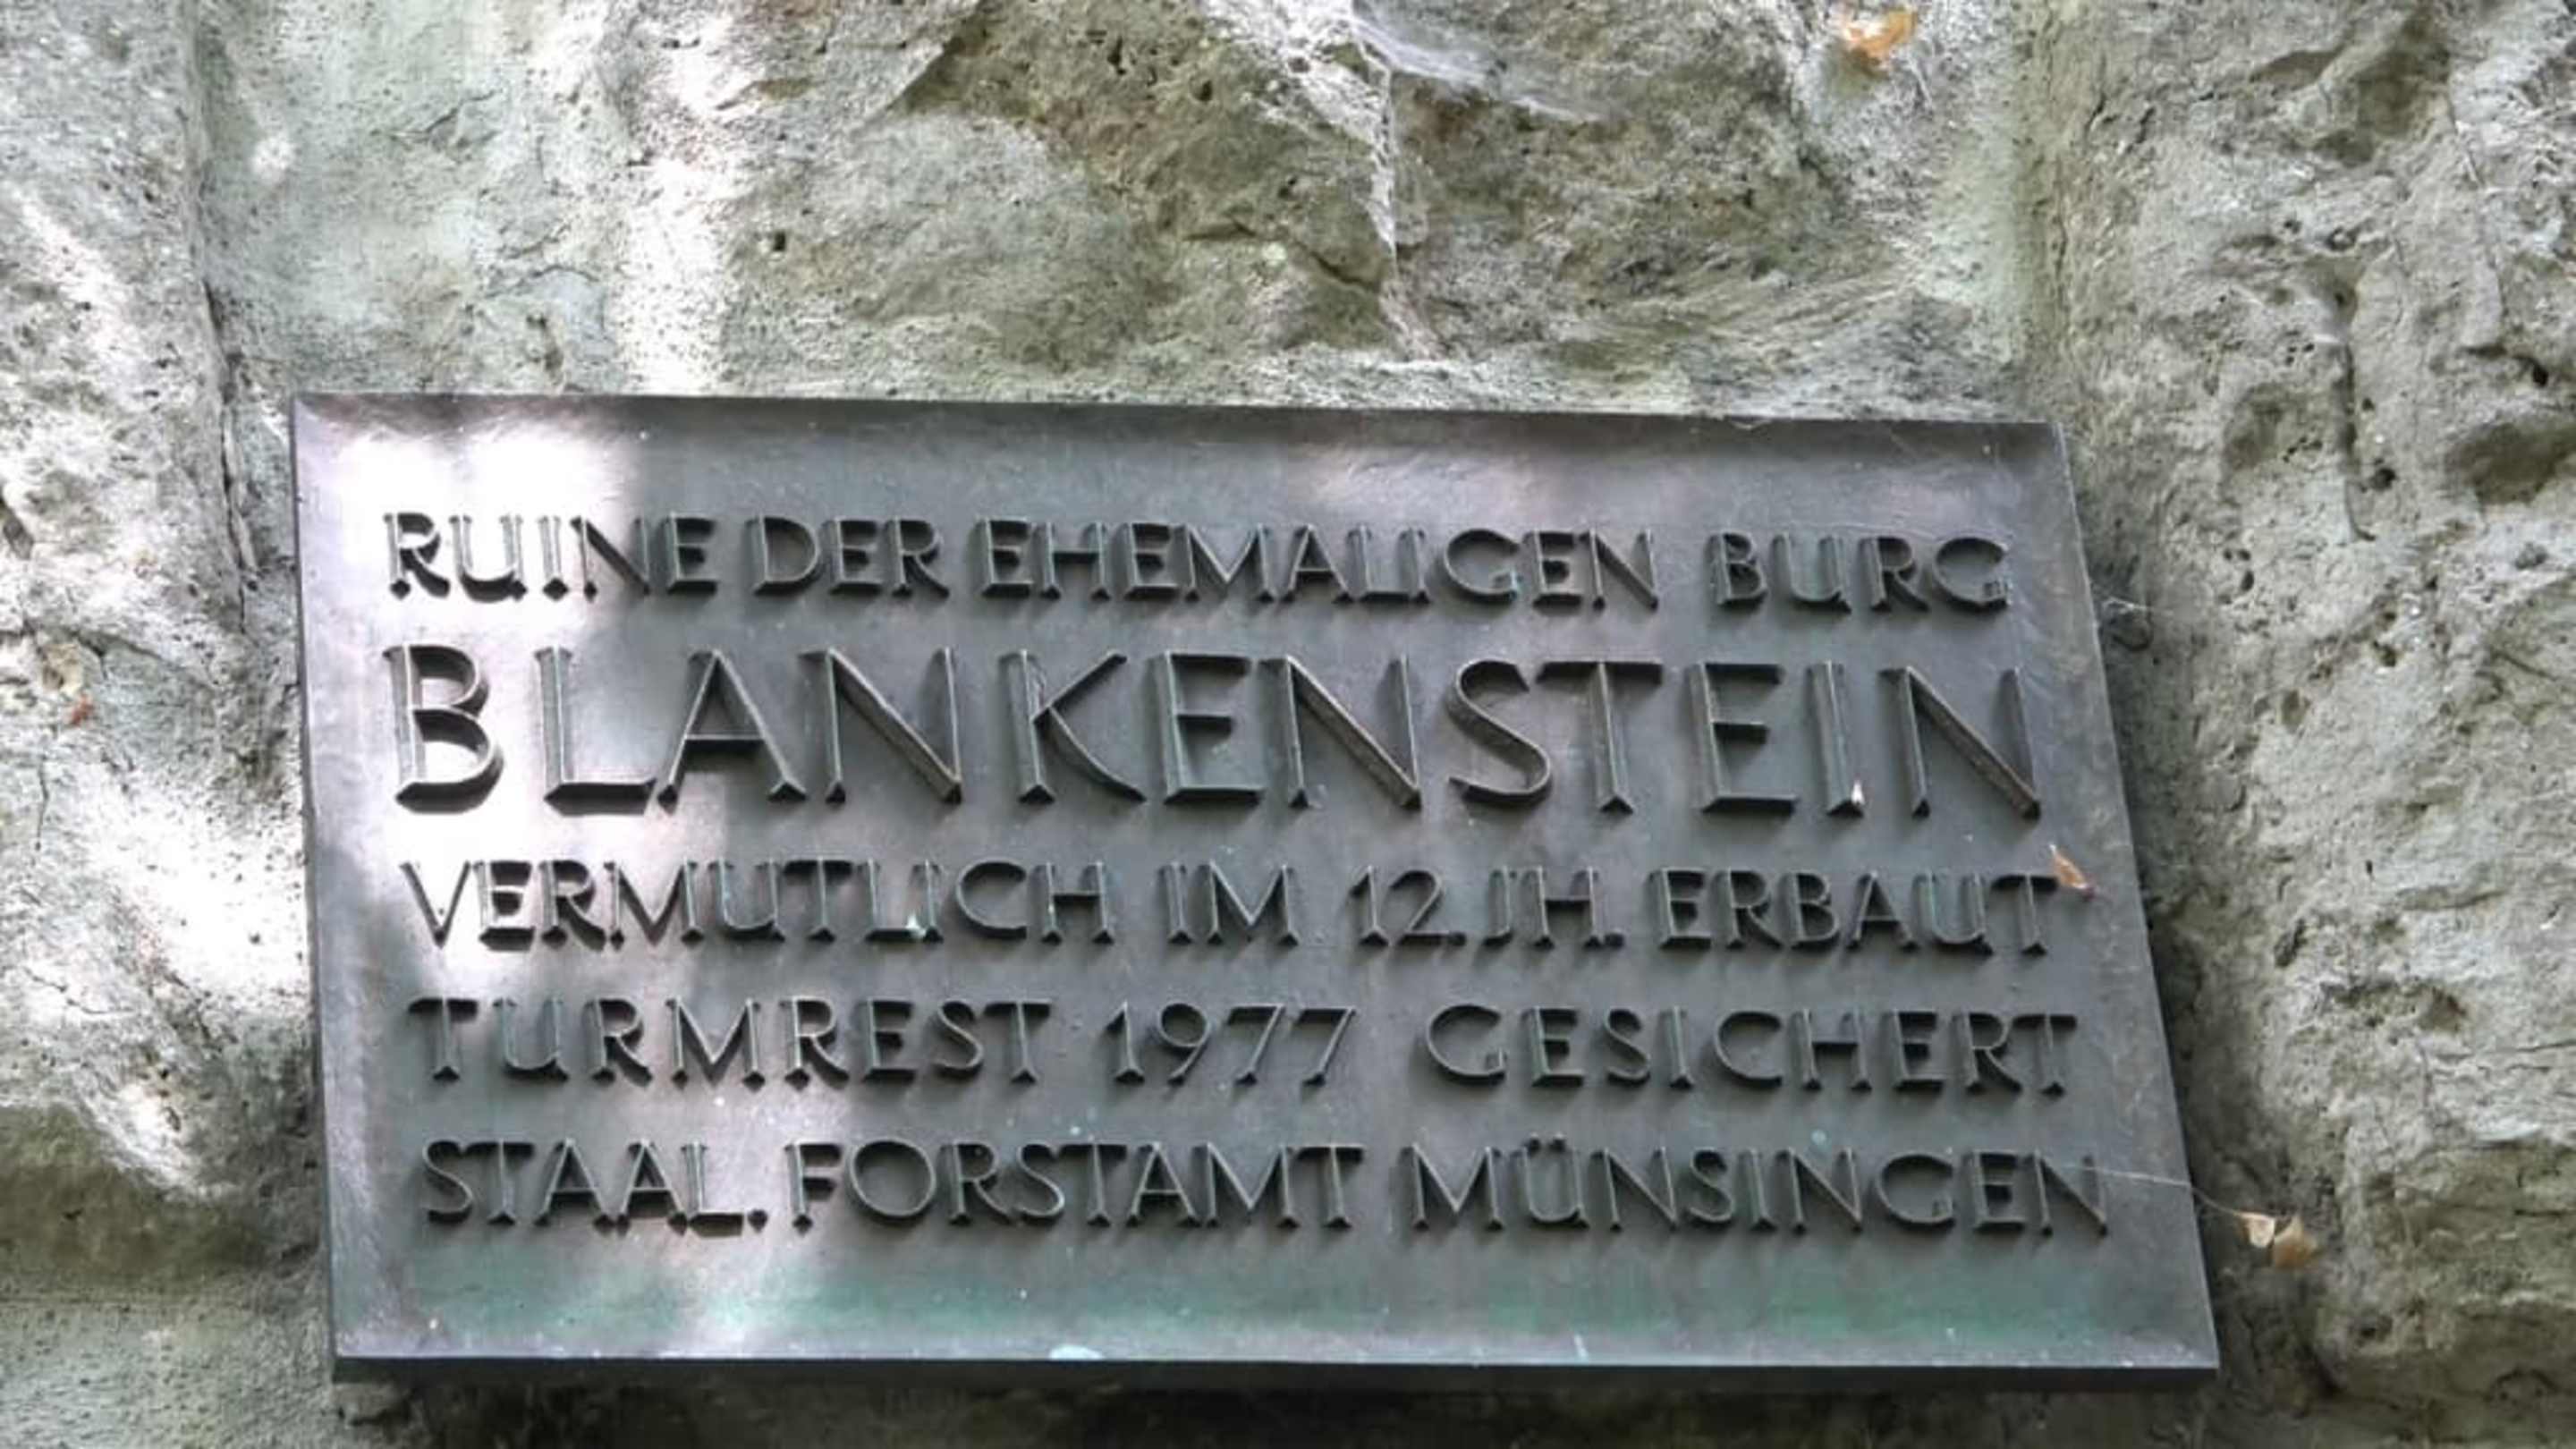 RUINE DER EHEMALIGEN BURG
BLANKENSTEIN
VERMUTLICH IM 12. JH. ERBAUT
TURMREST 1977 GESICHERT
STAAL. FORSTAMT MÜNSINGEN